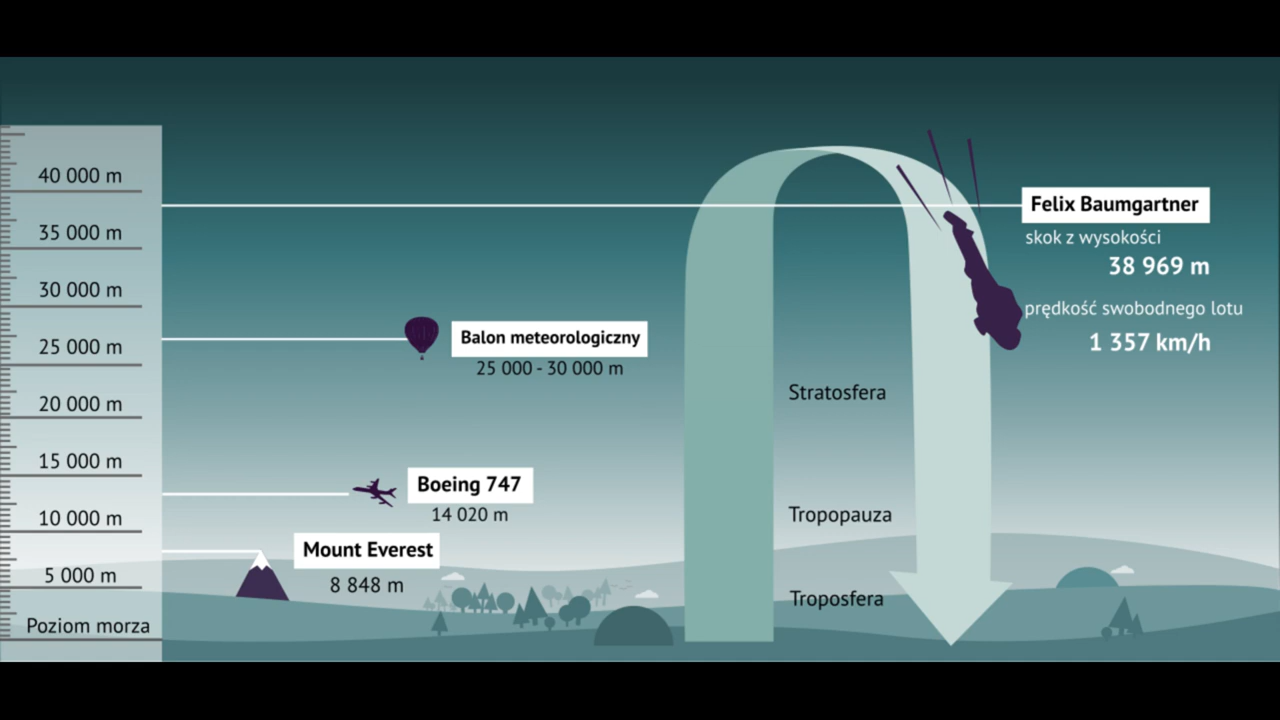 40 000 m
35 000 m
30 000 m
25 000 m
20 000 m
15 000 m
10 000 m
5 000 m
Poziom morza
Felix Baumgartner
skok z wysokości
38 969 m
prędkość swobodnego lotu
1 357 km/h
Balon meteorologiczny
25 000 - 30 000 m
Boeing 747
14 020 m
Mount Everest
8 848 m
Stratosfera
Tropopauza
Troposfera